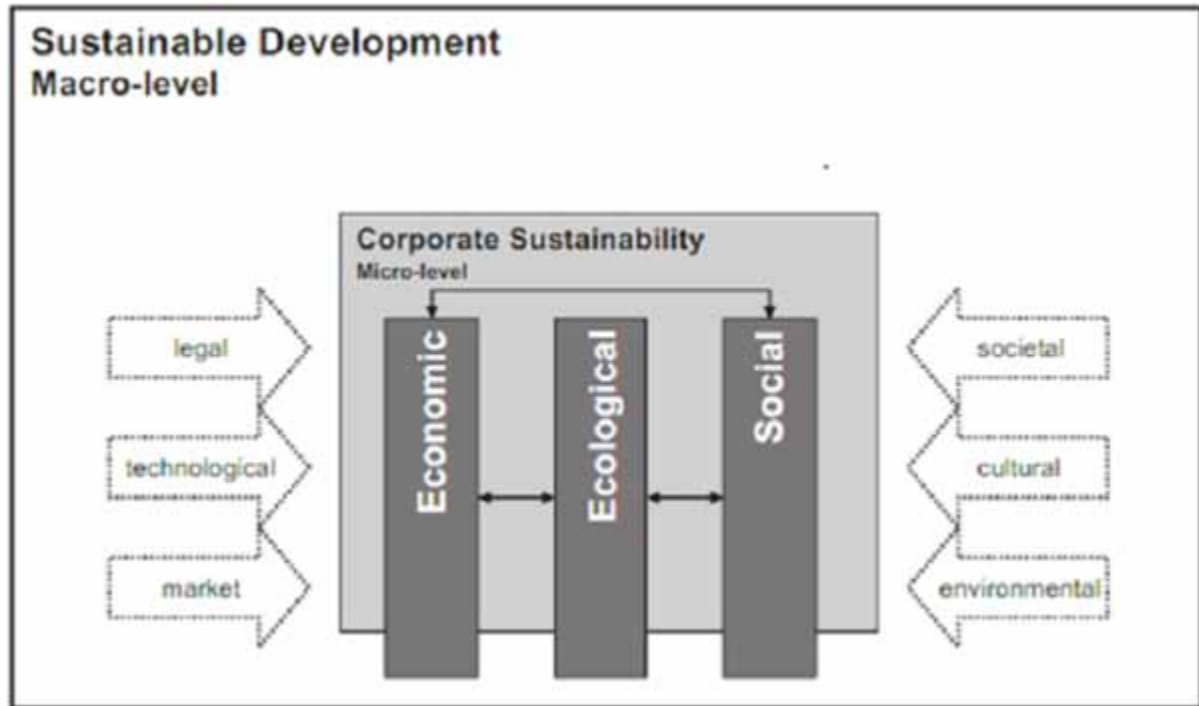 Sustainable Development
Macro-level
Corporate Sustainability
Micro-level
legal
technological
market
Economic
Ecological
Social
societal
cultural
environmental